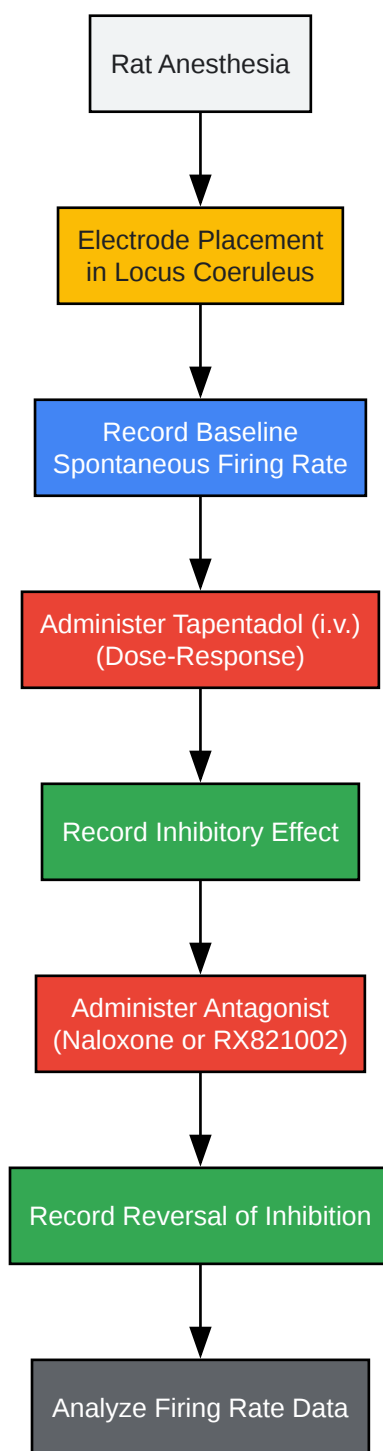 Rat Anesthesia
Electrode Placement
in Locus Coeruleus
Record Baseline
Spontaneous Firing Rate
Administer Tapentadol (i.v.)
(Dose-Response)
Record Inhibitory Effect
Administer Antagonist
(Naloxone or RX821002)
Record Reversal of Inhibition
Analyze Firing Rate Data